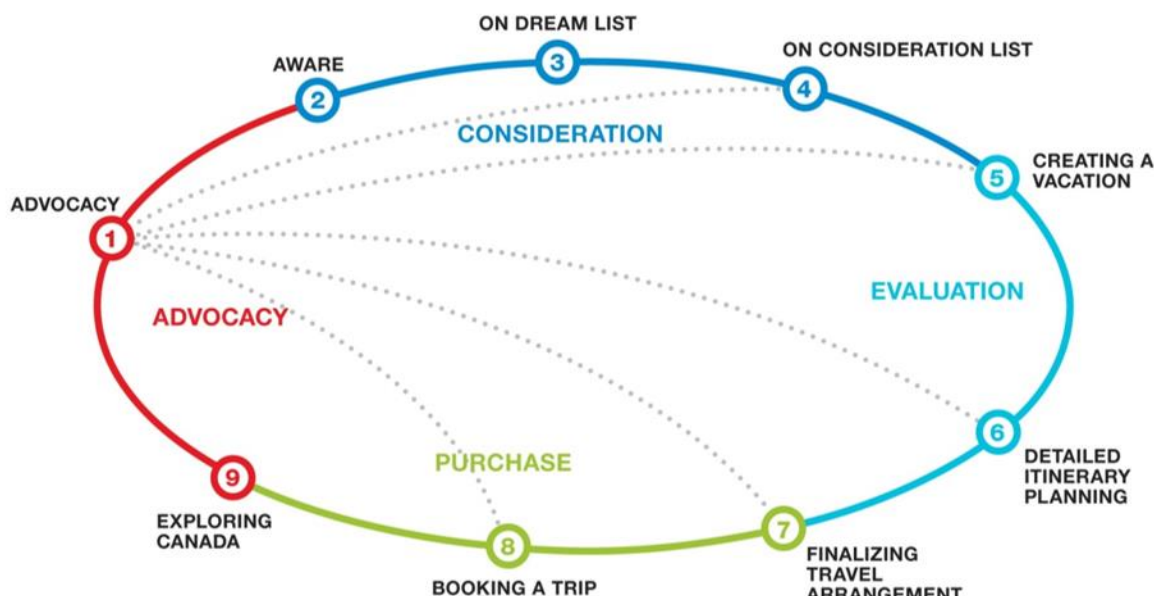 ON DREAM LIST
3
ON CONSIDERATION LIST
AWARE
2
4
CONSIDERATION
CREATING A
VACATION
5
ADVOCACY
1
EVALUATION
ADVOCACY
6
DETAILED
ITINERARY
PLANNING
PURCHASE
9
EXPLORING
CANADA
7
FINALIZING
TRAVEL
ARRANGEMENT
8
BOOKING A TRIP